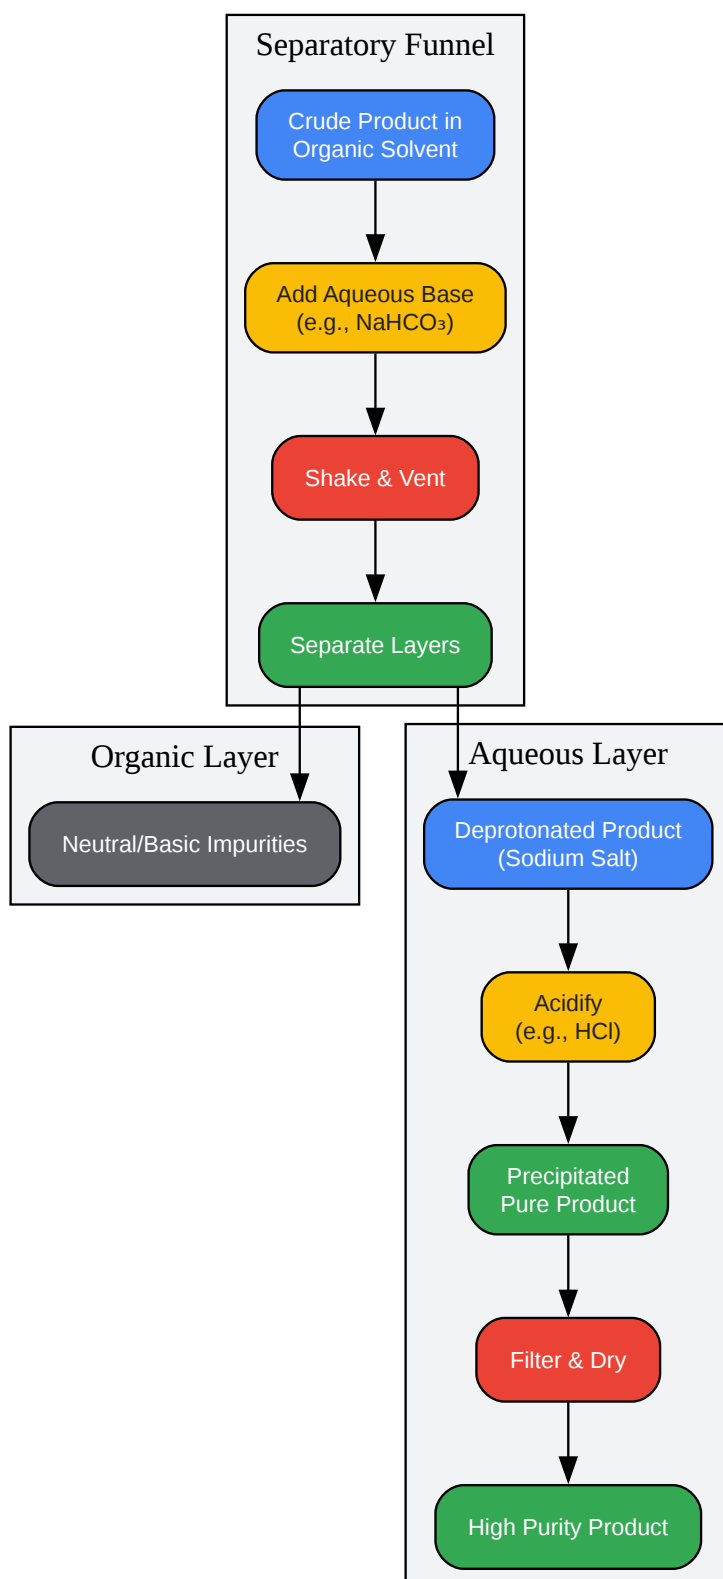 Separatory Funnel
Crude Product in
Organic Solvent
Add Aqueous Base
(e.g., NaHCO₃)
Shake & Vent
Separate Layers
Organic Layer
Neutral/Basic Impurities
Aqueous Layer
Deprotonated Product
(Sodium Salt)
Acidify
(e.g., HCl)
Precipitated
Pure Product
Filter & Dry
High Purity Product